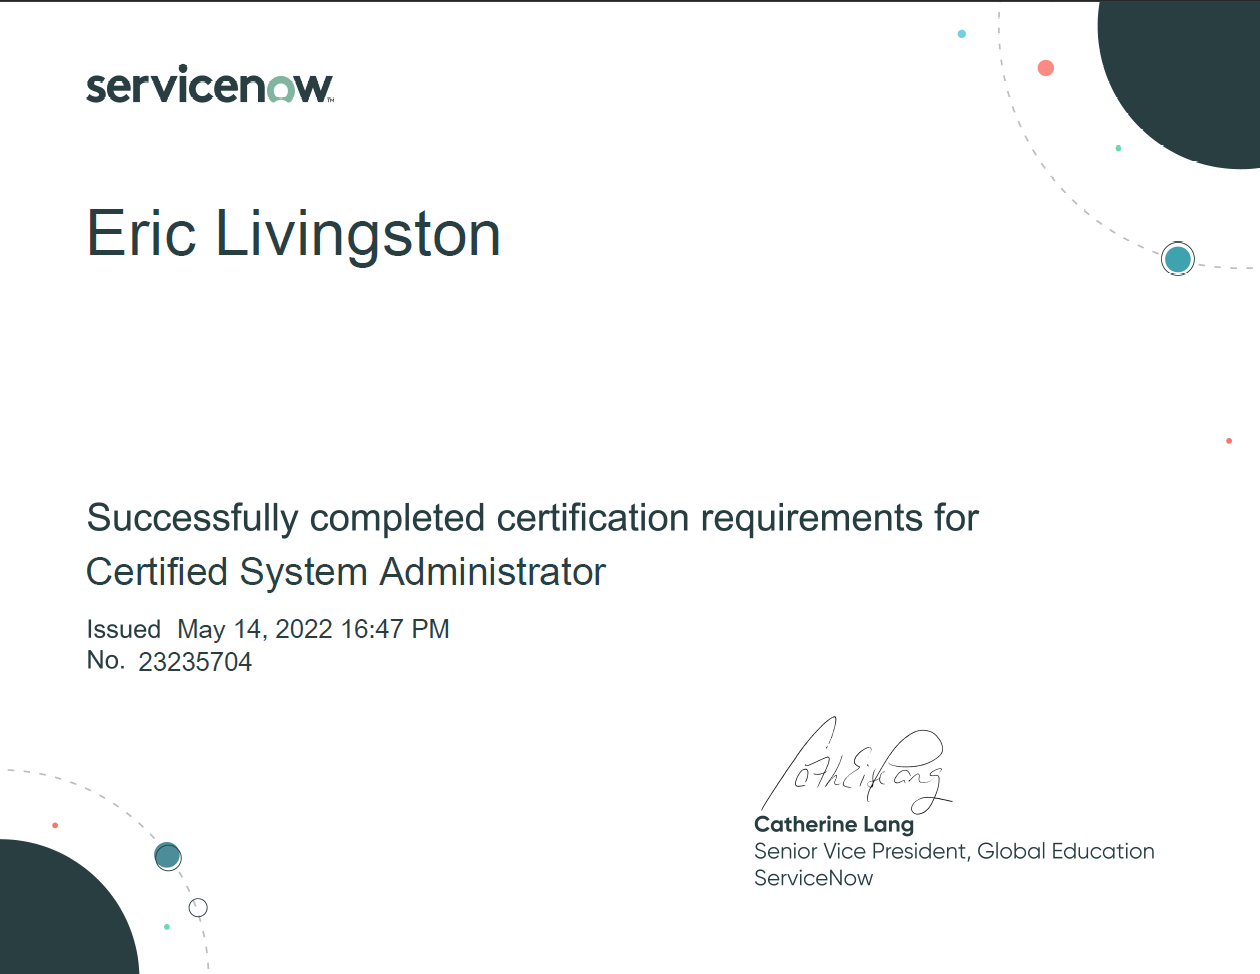 servicenow™
Eric Livingston
Successfully completed certification requirements for
Certified System Administrator
Issued May 14, 2022 16:47 PM
No. 23235704
Catherine Lang
Senior Vice President, Global Education
ServiceNow